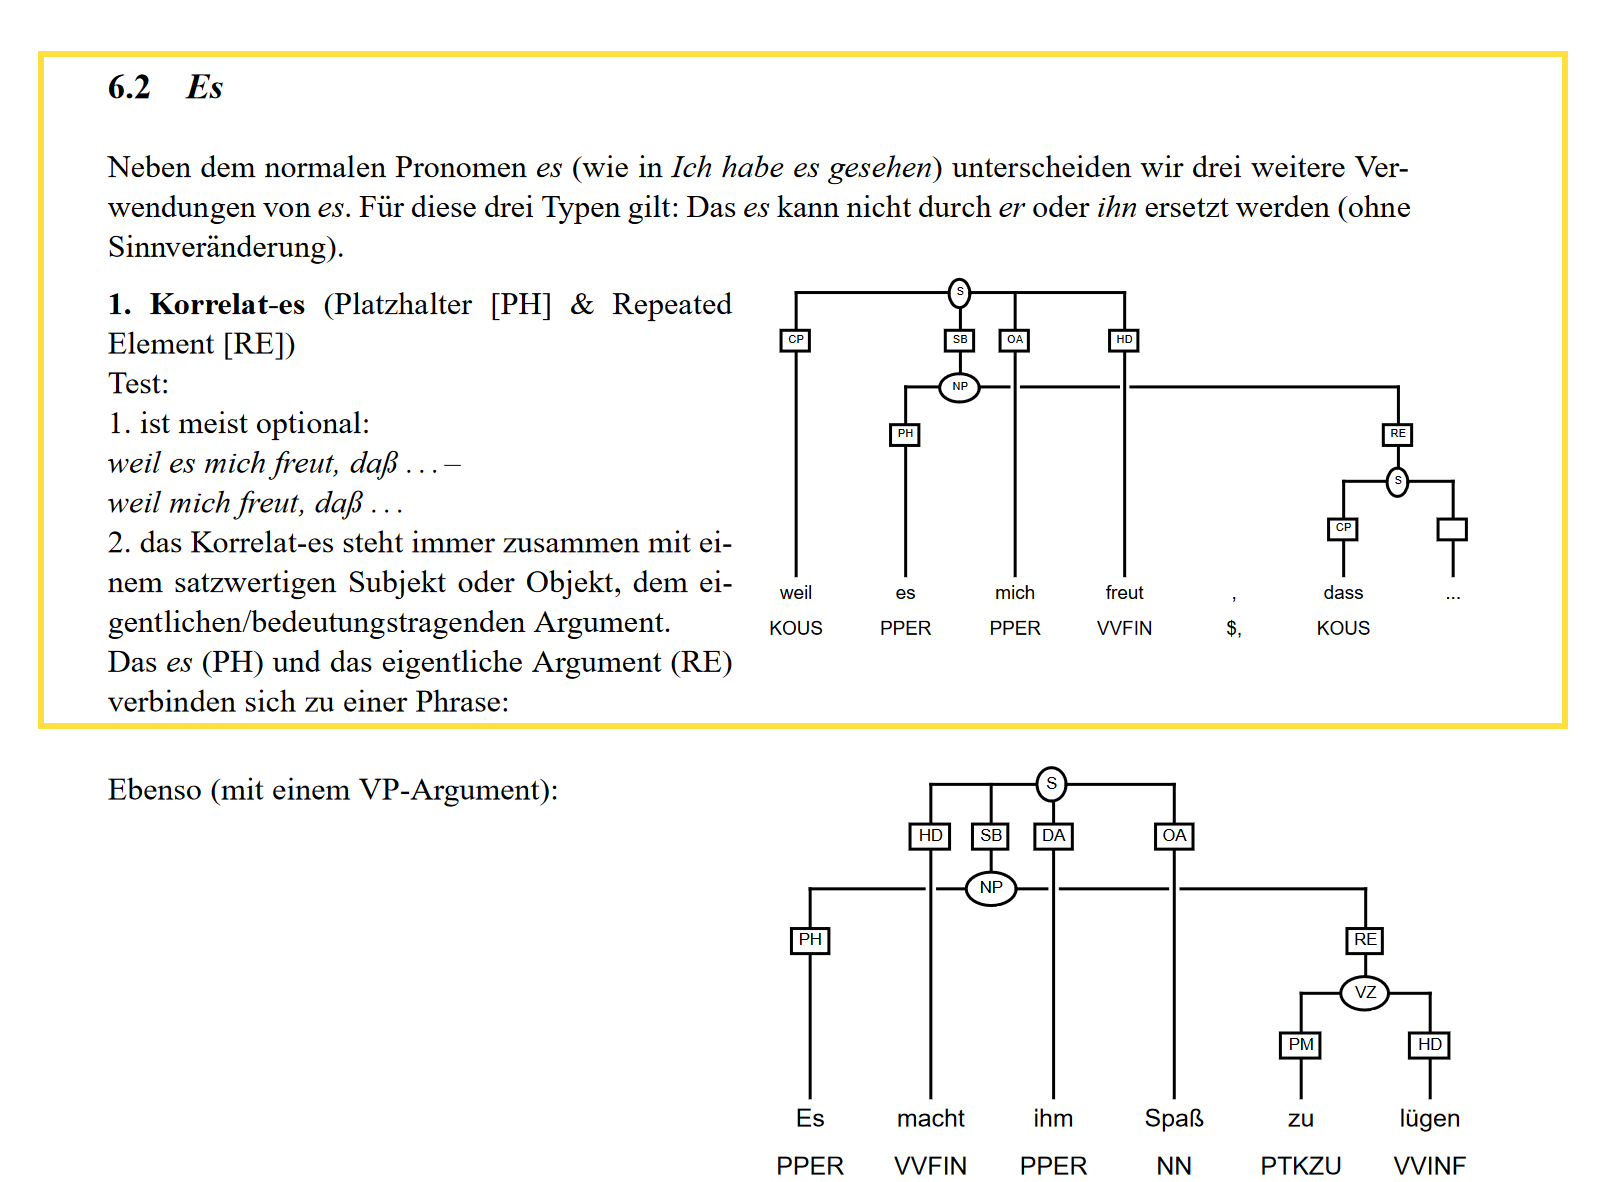 6.2 Es
Neben dem normalen Pronomen es (wie in Ich habe es gesehen) unterscheiden wir drei weitere Ver-
wendungen von es. Für diese drei Typen gilt: Das es kann nicht durch er oder ihn ersetzt werden (ohne
Sinnveränderung).
1. Korrelat-es (Platzhalter [PH] & Repeated
Element [RE])
Test:
1. ist meist optional:
weil es mich freut, daß . . . –
weil mich freut, daß . . .
2. das Korrelat-es steht immer zusammen mit ei-
nem satzwertigen Subjekt oder Objekt, dem ei-
gentlichen/bedeutungstragenden Argument.
Das es (PH) und das eigentliche Argument (RE)
verbinden sich zu einer Phrase:
S
CP SB OA HD
NP
PH RE
S
CP
weil es mich freut , dass ...
KOUS PPER PPER VVFIN $, KOUS
Ebenso (mit einem VP-Argument):
S
HD SB DA OA
NP
PH RE
VZ
PM HD
Es macht ihm Spaß zu lügen
PPER VVFIN PPER NN PTKZU VVINF